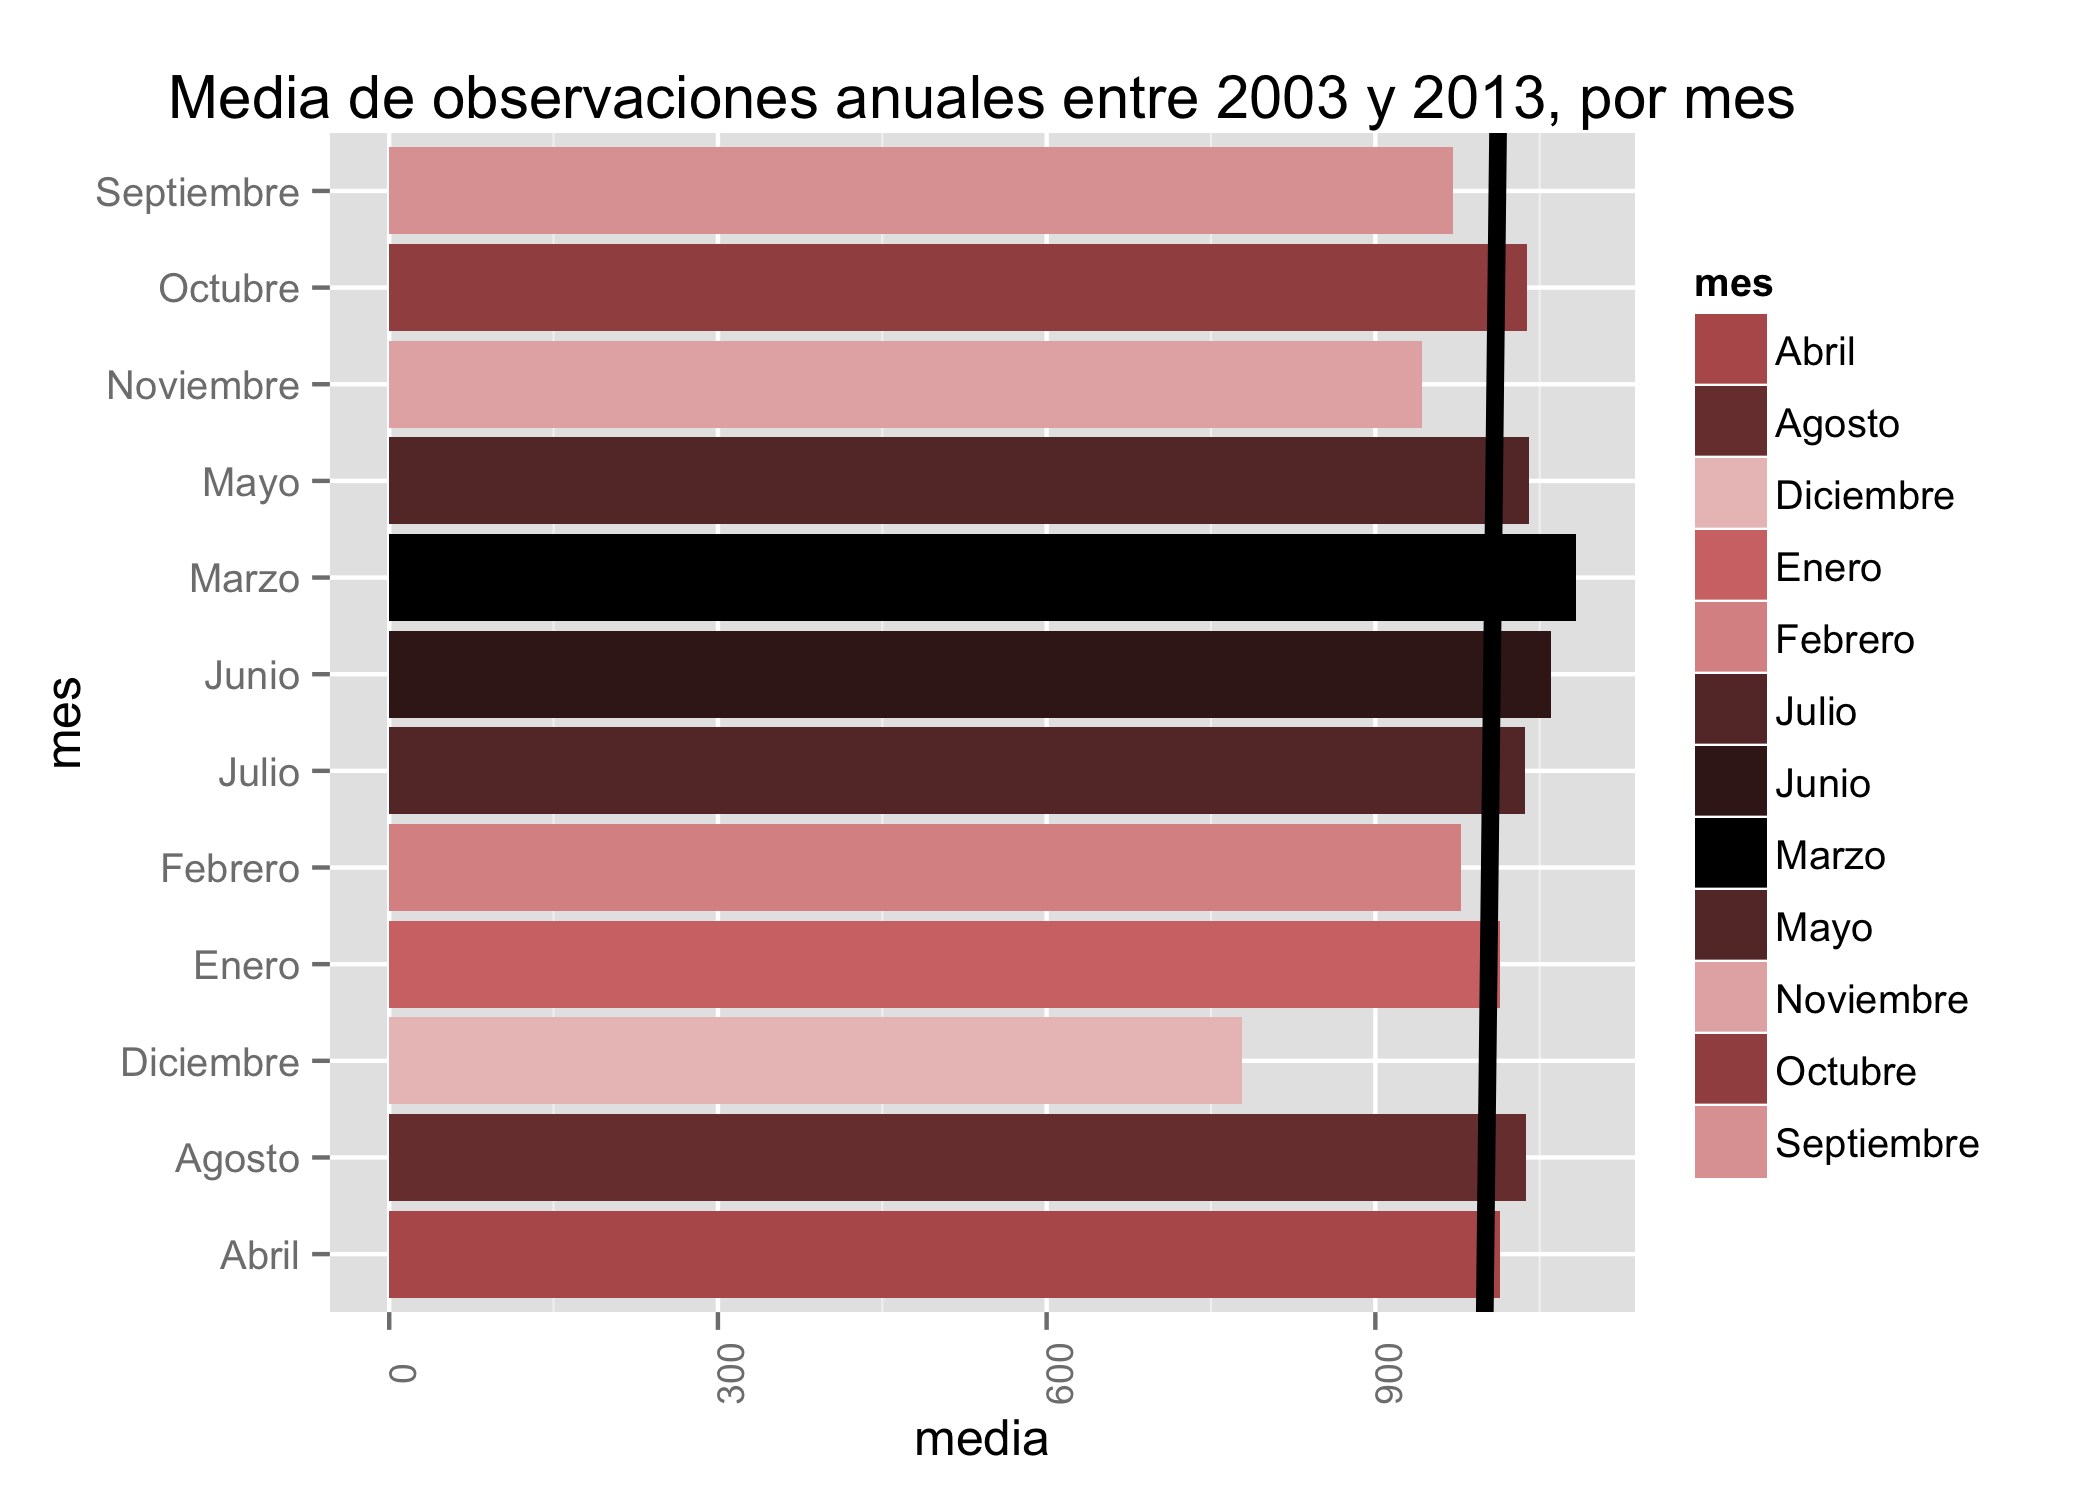 Media de observaciones anuales entre 2003 y 2013, por mes
Septiembre
Octubre
Noviembre
Mayo
Marzo
Junio
Julio
Febrero
Enero
Diciembre
Agosto
Abril
mes
0
300
600
900
media
mes
Abril
Agosto
Diciembre
Enero
Febrero
Julio
Junio
Marzo
Mayo
Noviembre
Octubre
Septiembre